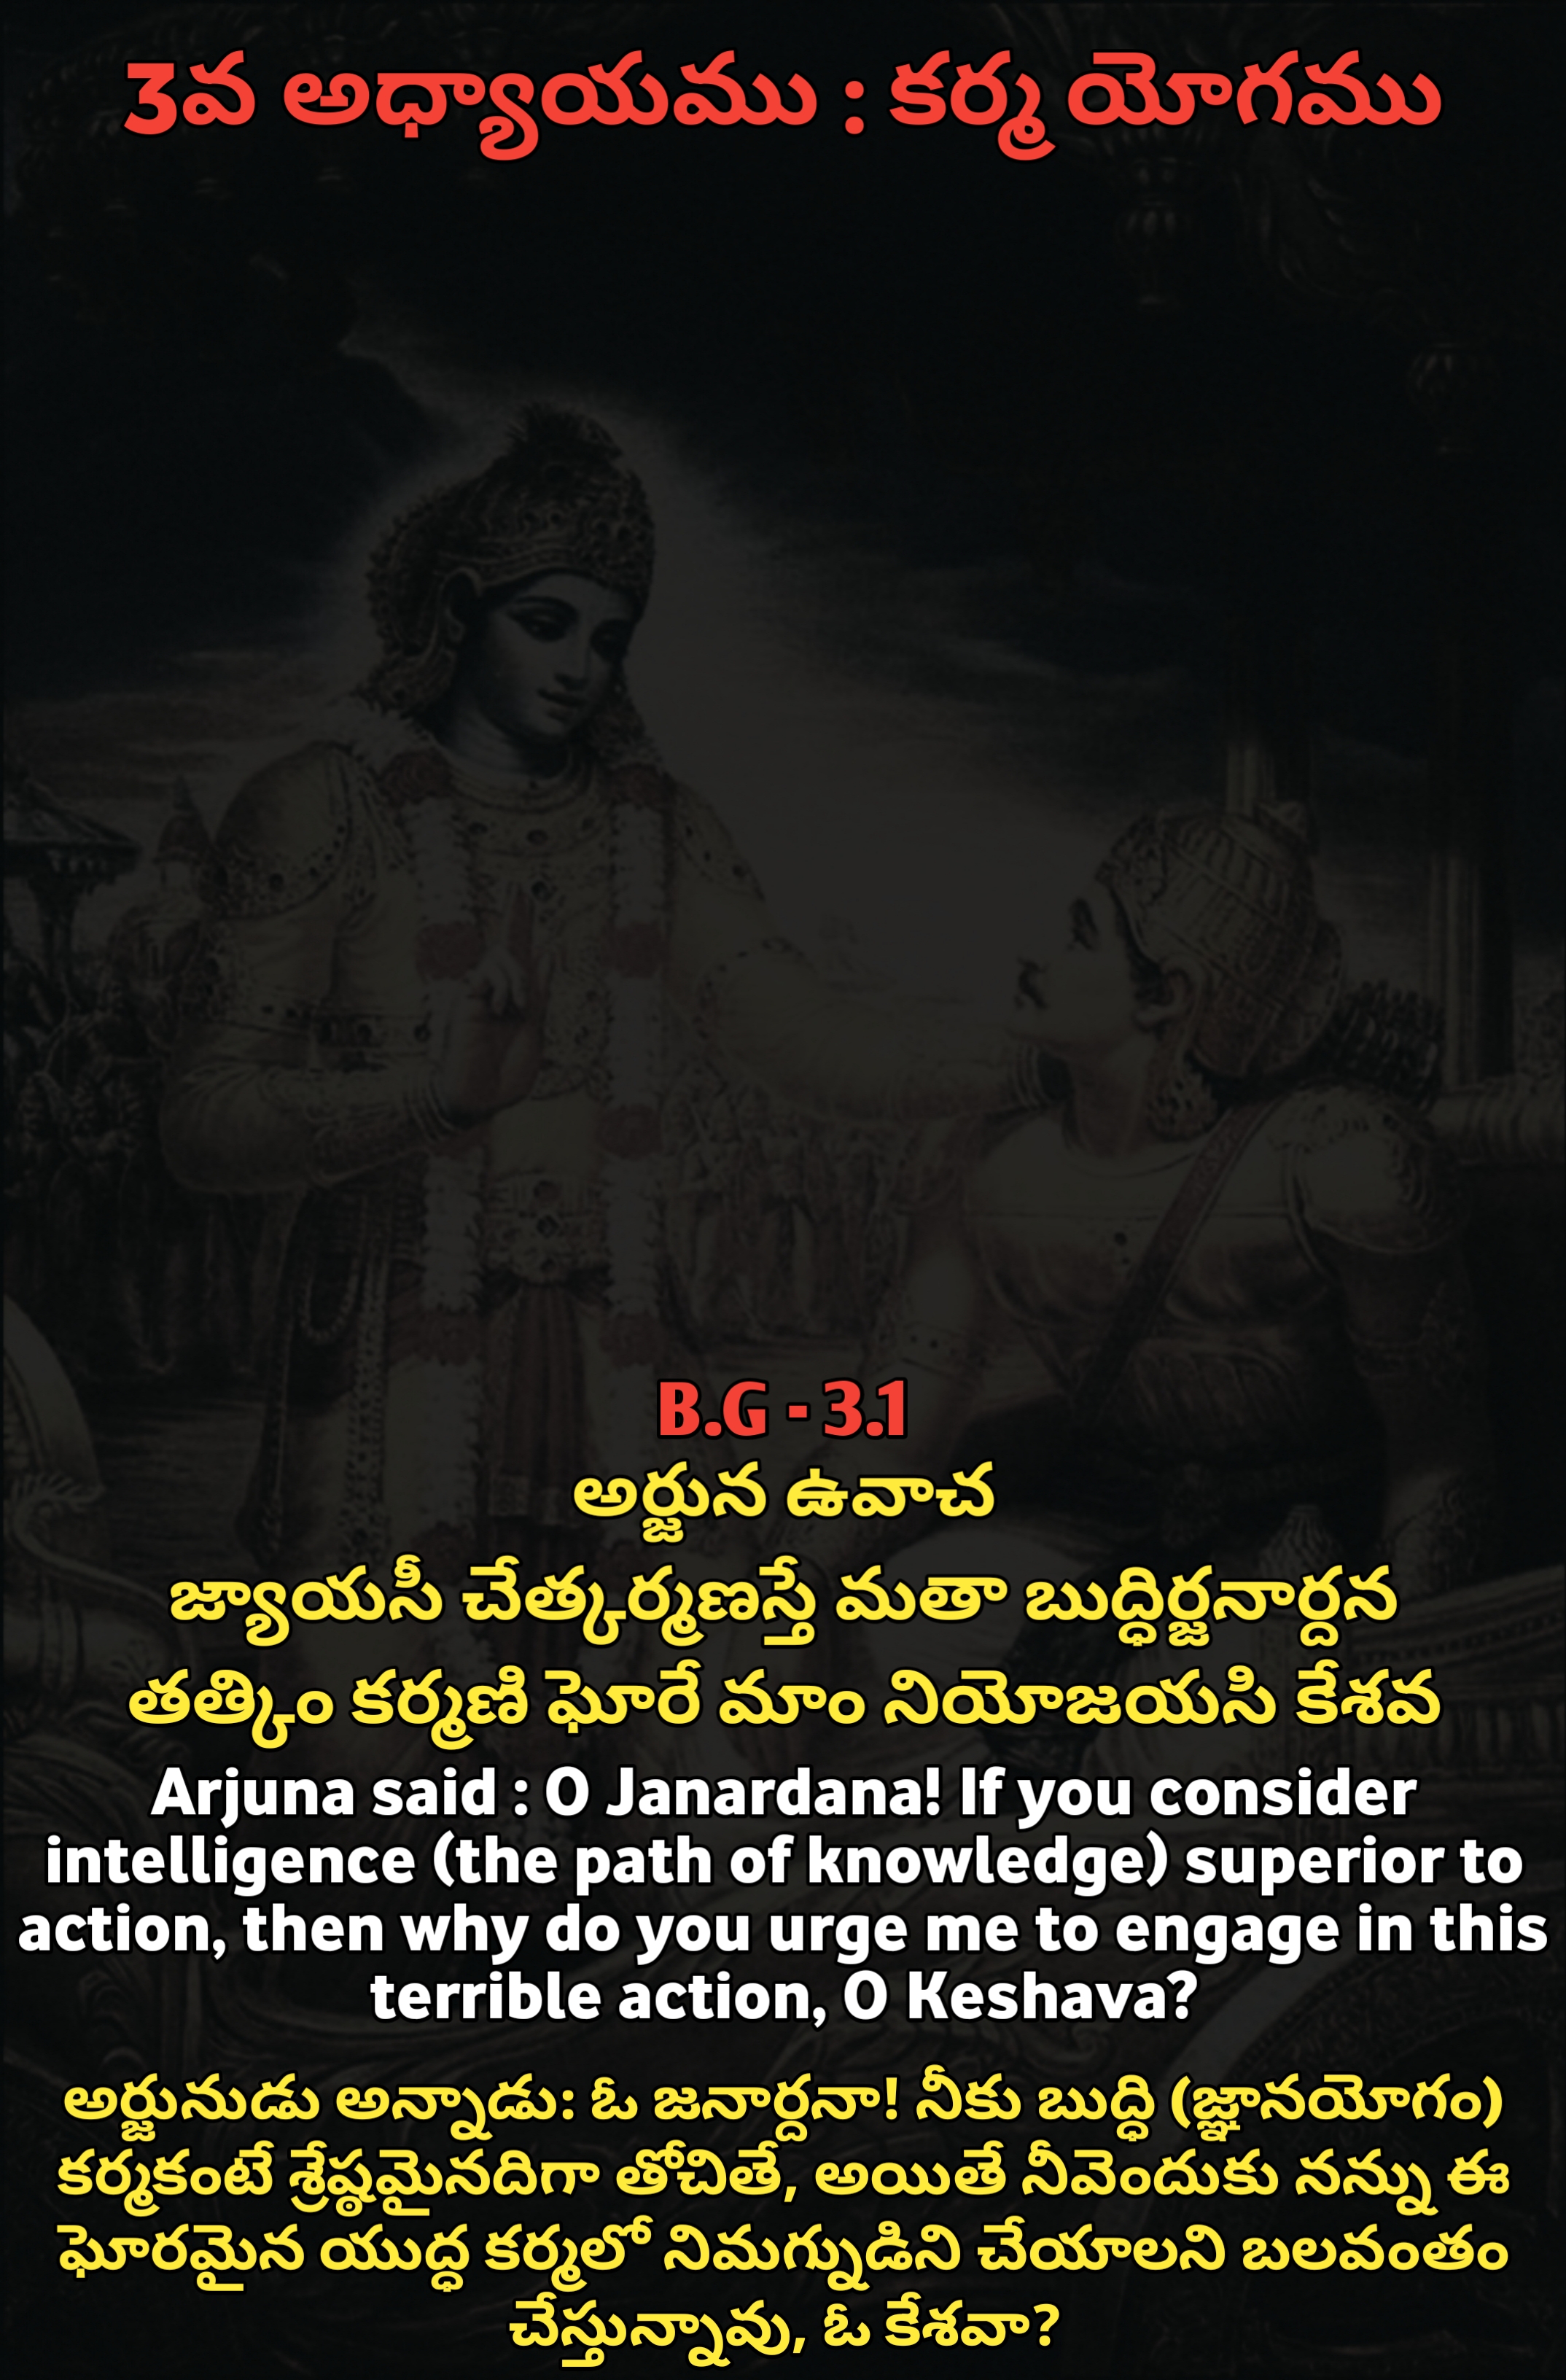 3వ అధ్యాయము : కర్మ యోగము
B.G - 3.1
అర్జున ఉవాచ
జ్యాయసీ చేత్కర్మణస్తే మతా బుద్ధిర్జనార్దన
తత్కిం కర్మణి ఘోరే మాం నియోజయసి కేశవ
Arjuna said : O Janardana! If you consider
intelligence (the path of knowledge) superior to
action, then why do you urge me to engage in this
terrible action, O Keshava?
అర్జునుడు అన్నాడు: ఓ జనార్దనా! నీకు బుద్ధి (జ్ఞానయోగం)
కర్మకంటే శ్రేష్ఠమైనదిగా తోచితే, అయితే నీవెందుకు నన్ను ఈ
ఘోరమైన యుద్ధ కర్మలో నిమగ్నుడిని చేయాలని బలవంతం
చేస్తున్నావు, ఓ కేశవా?